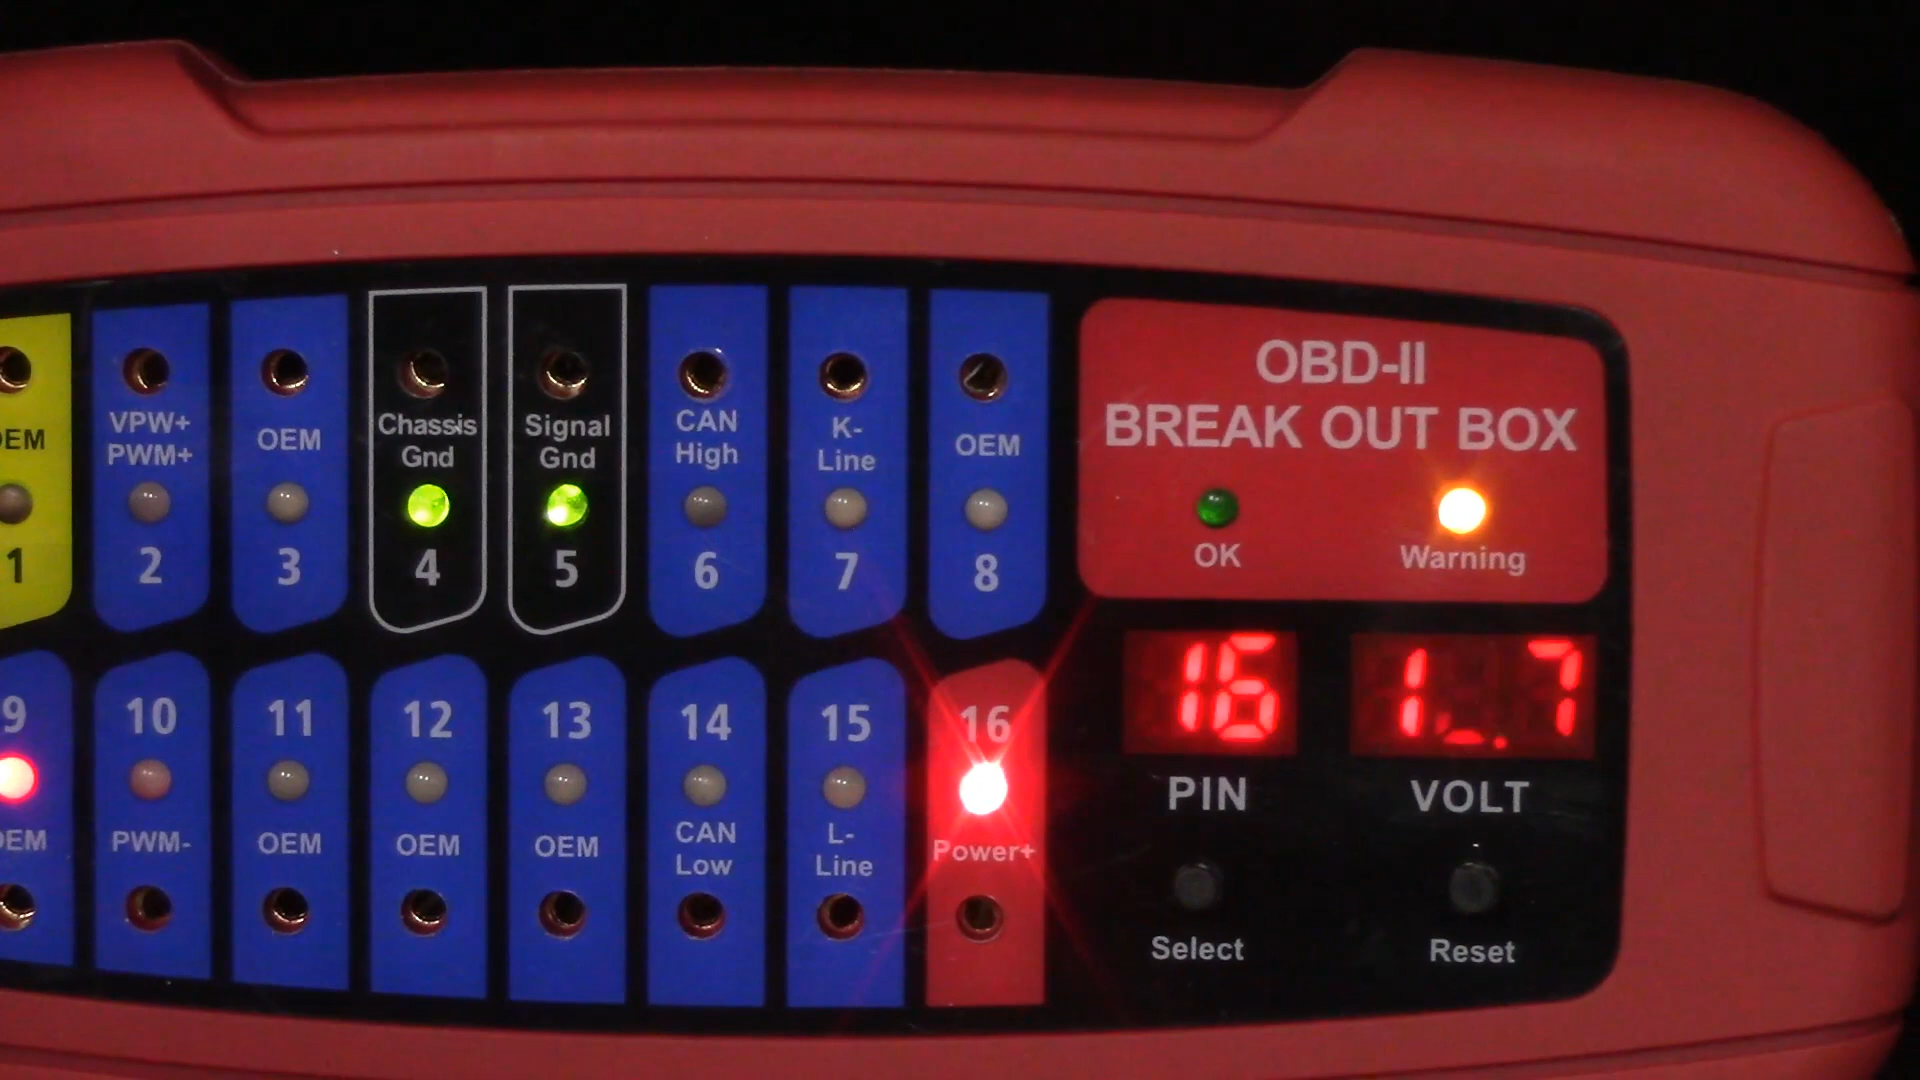 VPW+
PWM+
OEM
Chassis
Gnd
Signal
Gnd
CAN
High
K-
Line
OEM
1
2
3
4
5
6
7
8
OBD-II
BREAK OUT BOX
OK
Warning
9
10
11
12
13
14
15
16
PWM-
OEM
OEM
OEM
CAN
Low
L-
Line
Power+
16
PIN
VOLT
Select
Reset